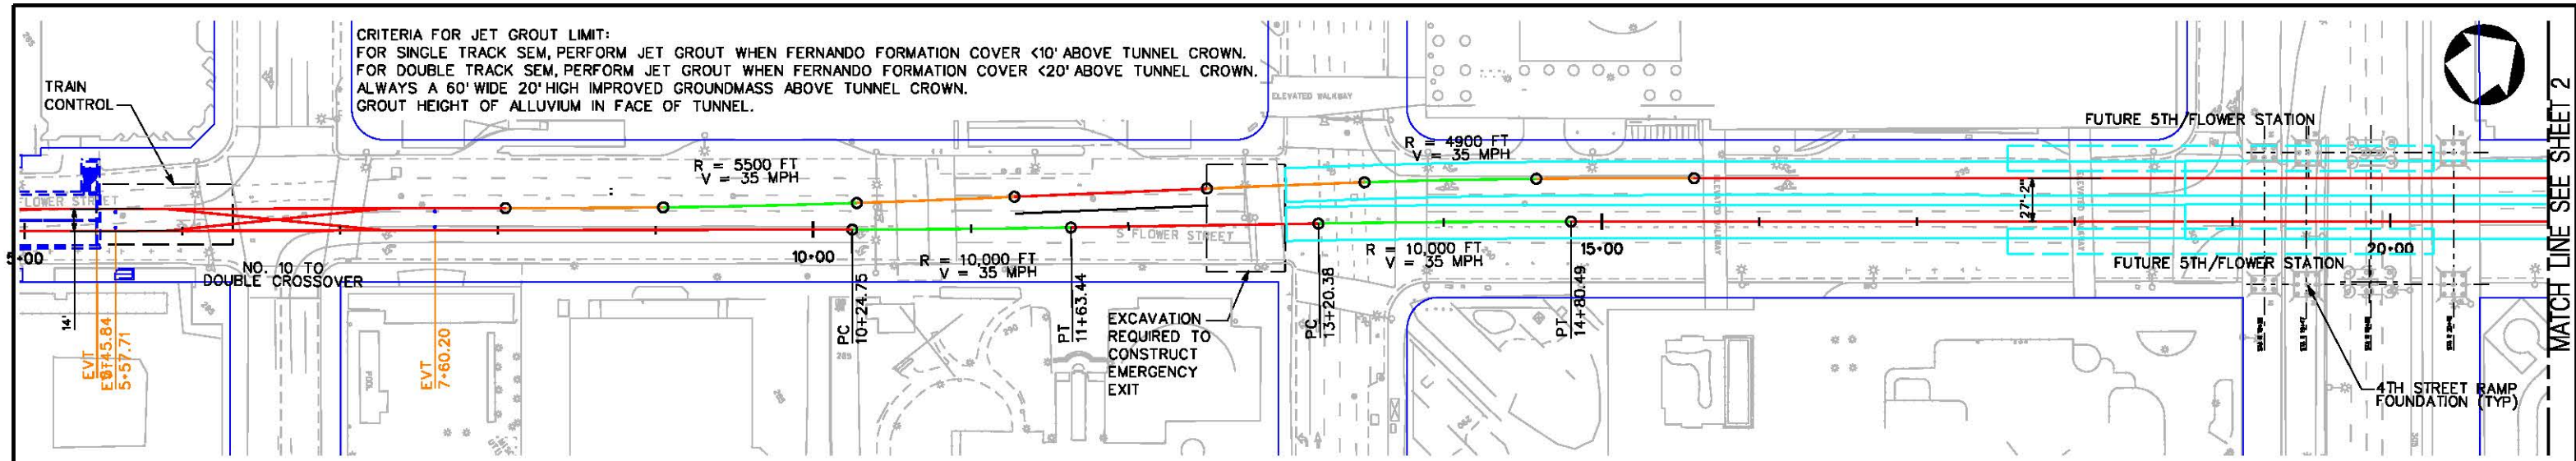 CRITERIA FOR JET GROUT LIMIT:
FOR SINGLE TRACK SEM, PERFORM JET GROUT WHEN FERNANDO FORMATION COVER <10' ABOVE TUNNEL CROWN.
FOR DOUBLE TRACK SEM, PERFORM JET GROUT WHEN FERNANDO FORMATION COVER <20' ABOVE TUNNEL CROWN.
ALWAYS A 60' WIDE 20' HIGH IMPROVED GROUNDMASS ABOVE TUNNEL CROWN.
GROUT HEIGHT OF ALLUVIUM IN FACE OF TUNNEL.
TRAIN
CONTROL
ELEVATED WALKWAY
FUTURE 5TH/FLOWER STATION
R = 5500 FT
V = 35 MPH
R = 4900 FT
V = 35 MPH
FLOWER STREET
S FLOWER STREET
ELEVATED WALKWAY
ELEVATED WALKWAY
27'-2"
5+00
10+00
15+00
20+00
NO. 10 TO
DOUBLE CROSSOVER
R = 10,000 FT
V = 35 MPH
R = 10,000 FT
V = 35 MPH
FUTURE 5TH/FLOWER STATION
14'
EVT
5+57.71
EVT
7+60.20
PC
10+24.75
PT
11+63.44
PC
13+20.38
PT
14+80.49
EXCAVATION
REQUIRED TO
CONSTRUCT
EMERGENCY
EXIT
POOL
4TH STREET RAMP
FOUNDATION (TYP)
MATCH LINE SEE SHEET 2